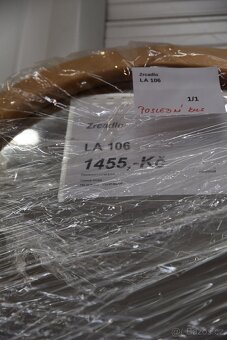 Zrcadlo
LA 106
1/1
POSLEDNÍ KUS
Zrcadlo
LA 106
1455,-Kč